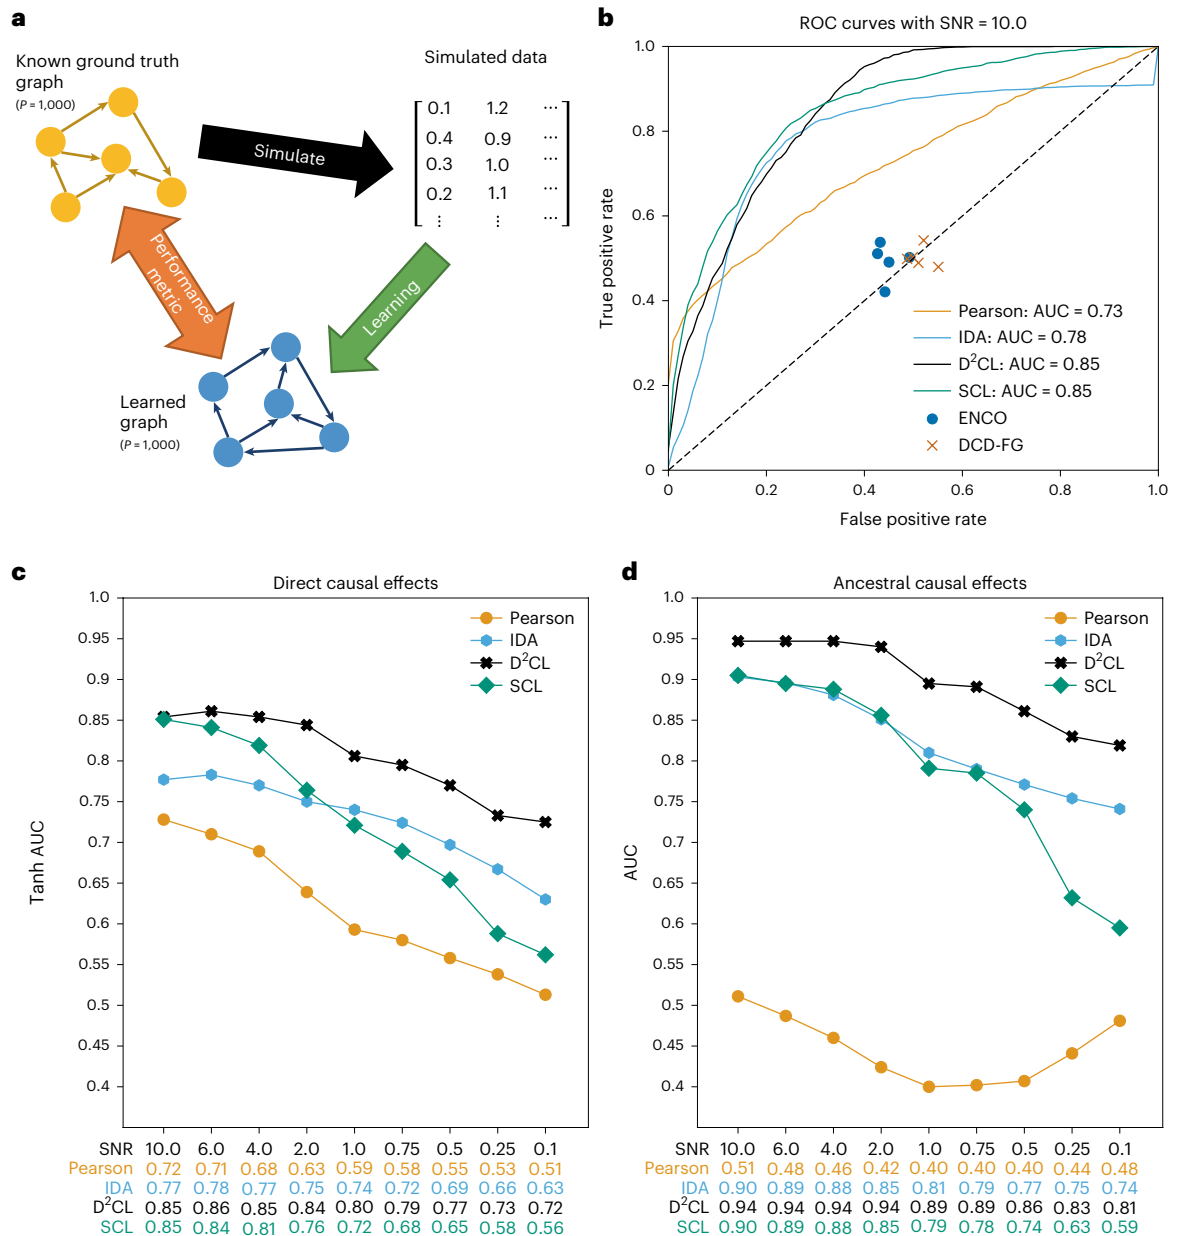 a
Known ground truth
graph
(P = 1,000)
Simulate
Simulated data
0.1 1.2 ...
0.4 0.9 ...
0.3 1.0 ...
0.2 1.1 ...
⋮ ⋮ ...
Performance
metric
Learning
Learned
graph
(P = 1,000)
b
ROC curves with SNR = 10.0
True positive rate
1.0
0.8
0.6
0.4
0.2
0
Pearson: AUC = 0.73
IDA: AUC = 0.78
D²CL: AUC = 0.85
SCL: AUC = 0.85
ENCO
DCD-FG
0 0.2 0.4 0.6 0.8 1.0
False positive rate
c
Direct causal effects
Tanh AUC
1.0
0.95
0.9
0.85
0.8
0.75
0.7
0.65
0.6
0.55
0.5
0.45
0.4
Pearson
IDA
D²CL
SCL
SNR 10.0 6.0 4.0 2.0 1.0 0.75 0.5 0.25 0.1
Pearson 0.72 0.71 0.68 0.63 0.59 0.58 0.55 0.53 0.51
IDA 0.77 0.78 0.77 0.75 0.74 0.72 0.69 0.66 0.63
D²CL 0.85 0.86 0.85 0.84 0.80 0.79 0.77 0.73 0.72
SCL 0.85 0.84 0.81 0.76 0.72 0.68 0.65 0.58 0.56
d
Ancestral causal effects
AUC
1.0
0.95
0.9
0.85
0.8
0.75
0.7
0.65
0.6
0.55
0.5
0.45
0.4
Pearson
IDA
D²CL
SCL
SNR 10.0 6.0 4.0 2.0 1.0 0.75 0.5 0.25 0.1
Pearson 0.51 0.48 0.46 0.42 0.40 0.40 0.40 0.44 0.48
IDA 0.90 0.89 0.88 0.85 0.81 0.79 0.77 0.75 0.74
D²CL 0.94 0.94 0.94 0.94 0.89 0.89 0.86 0.83 0.81
SCL 0.90 0.89 0.88 0.85 0.79 0.78 0.74 0.63 0.59